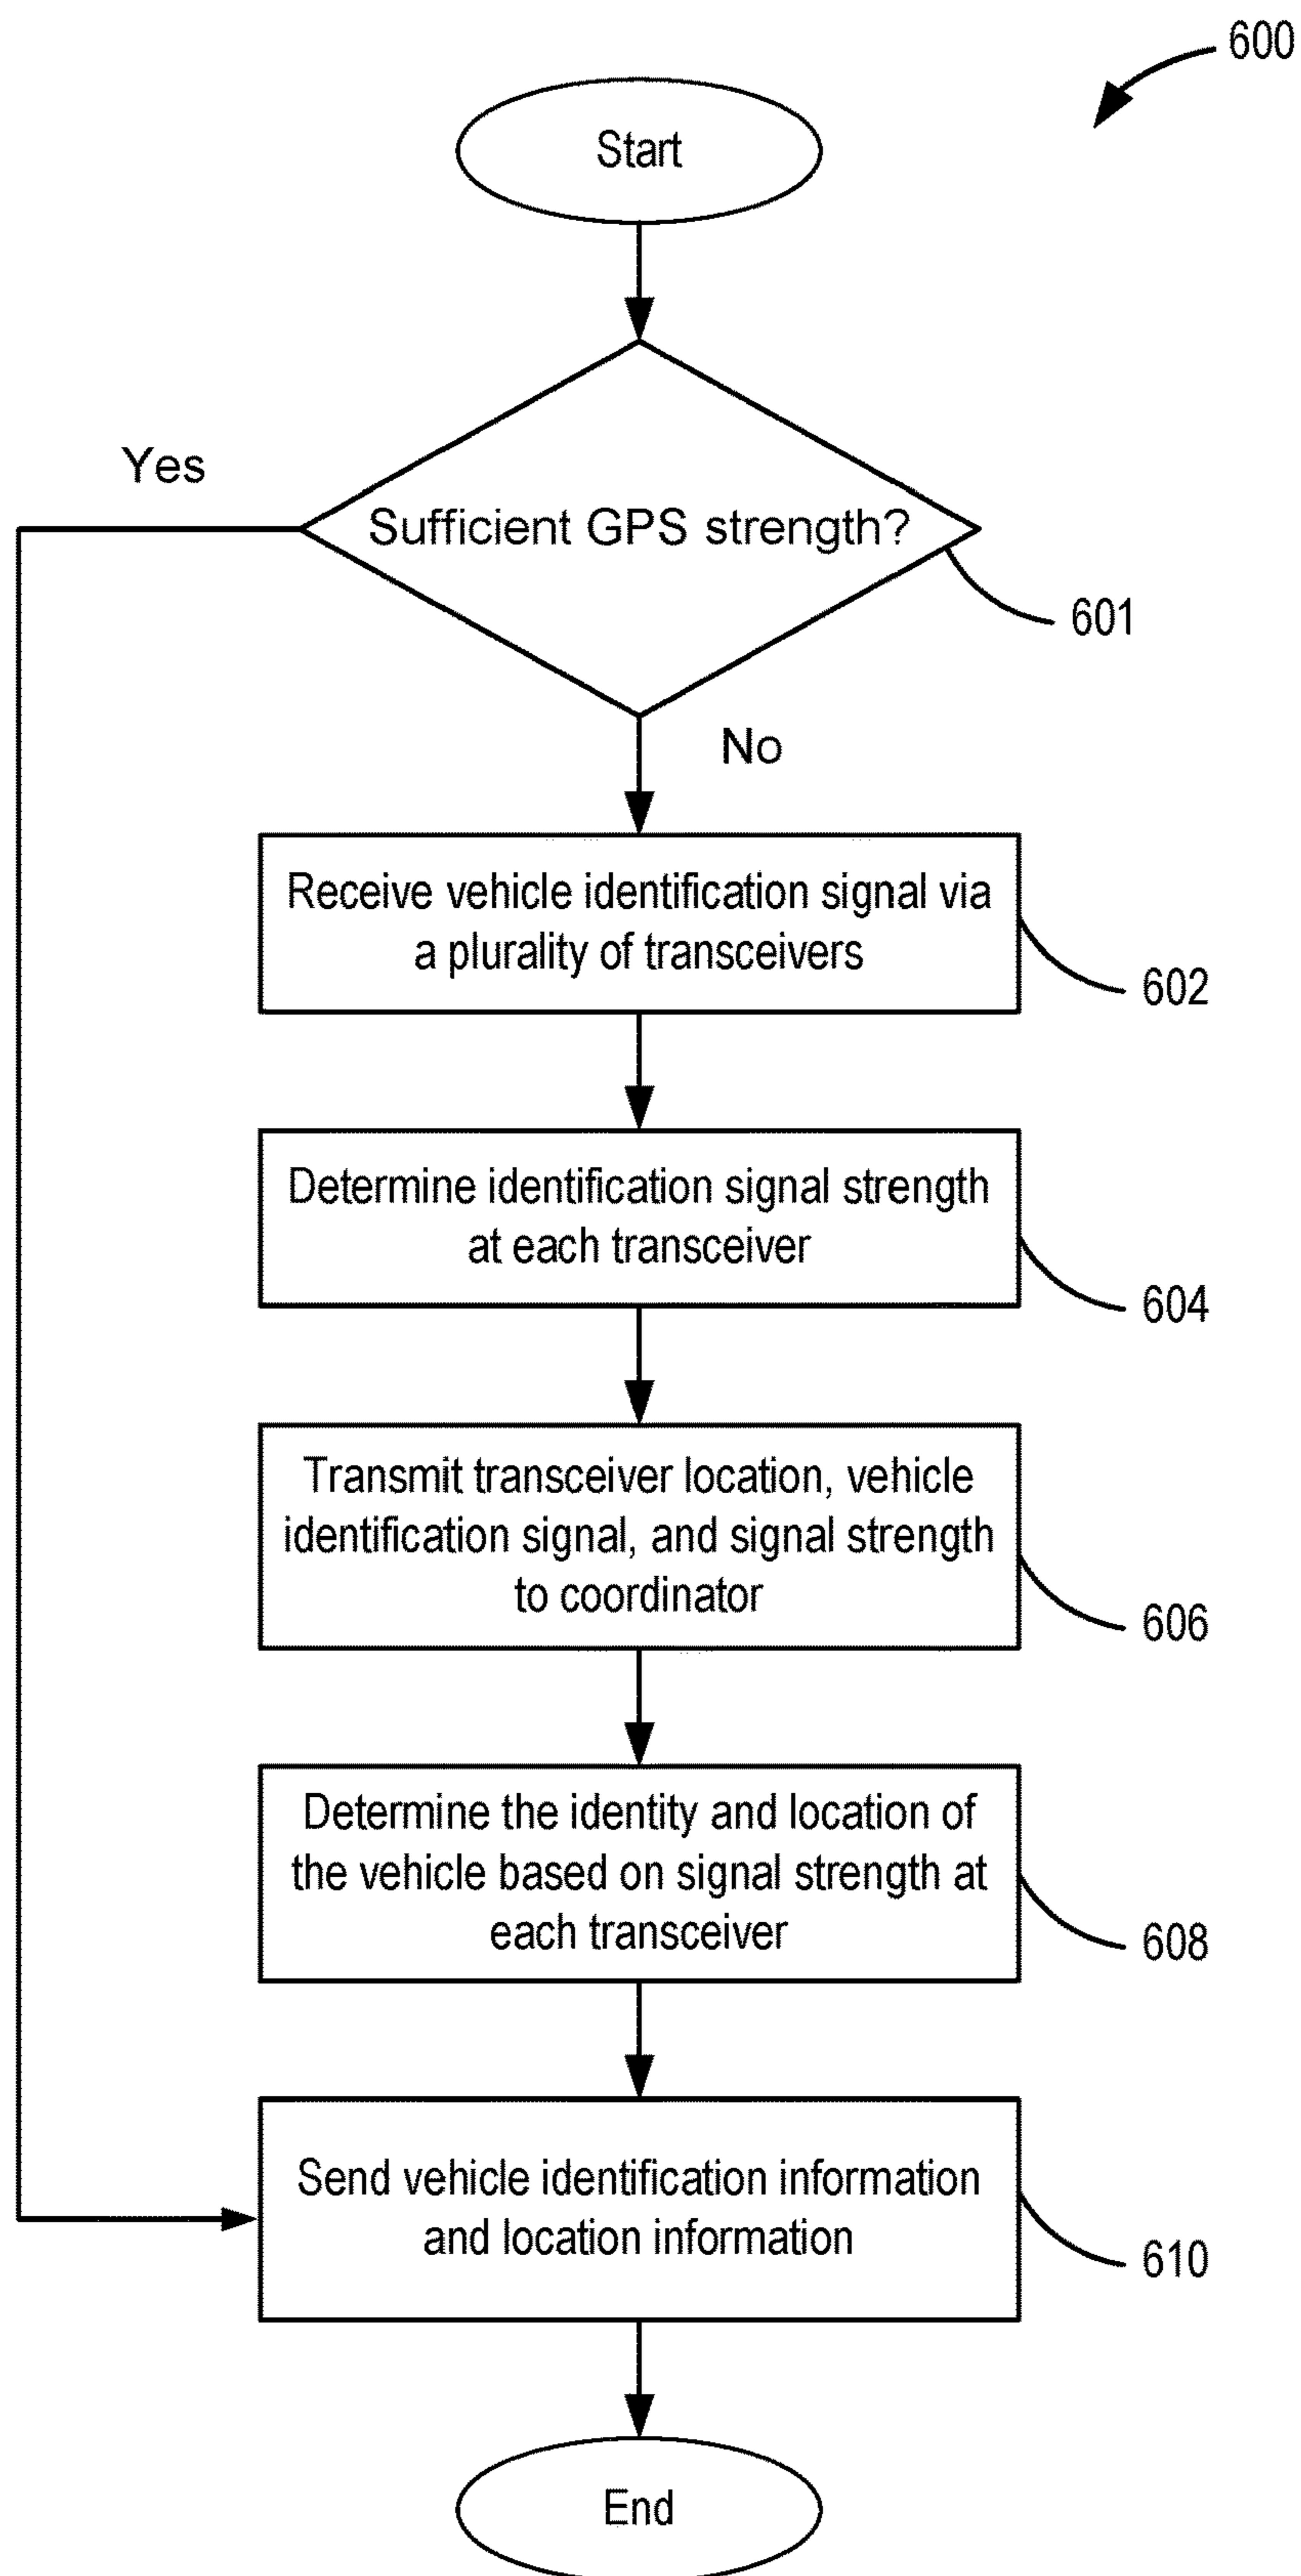 600
Start
Yes
Sufficient GPS strength?
601
No
Receive vehicle identification signal via
a plurality of transceivers
602
Determine identification signal strength
at each transceiver
604
Transmit transceiver location, vehicle
identification signal, and signal strength
to coordinator
606
Determine the identity and location of
the vehicle based on signal strength at
each transceiver
608
Send vehicle identification information
and location information
610
End